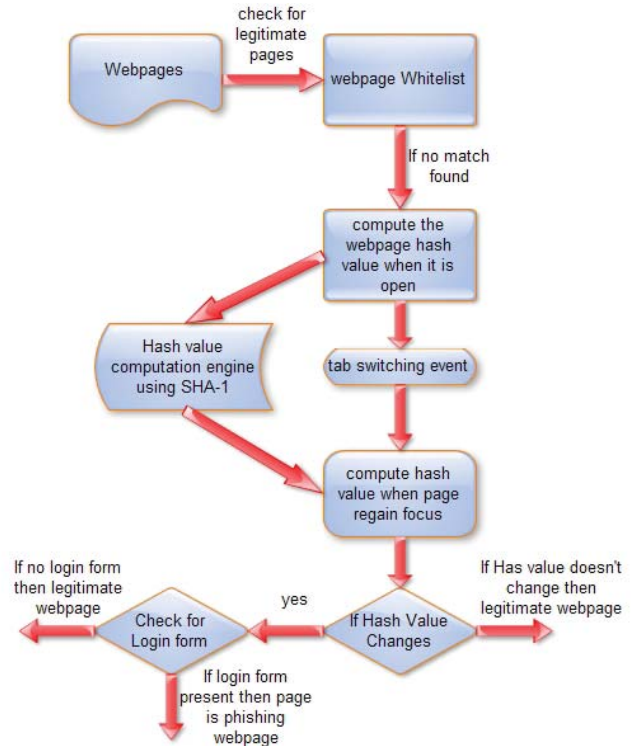 check for
legitimate
pages
Webpages
webpage Whitelist
If no match
found
compute the
webpage hash
value when it is
open
Hash value
computation engine
using SHA-1
tab switching event
compute hash
value when page
regain focus
If no login form
then legitimate
webpage
Check for
Login form
yes
If Hash Value
Changes
If Has value doesn't
change then
legitimate webpage
If login form
present then page
is phishing
webpage